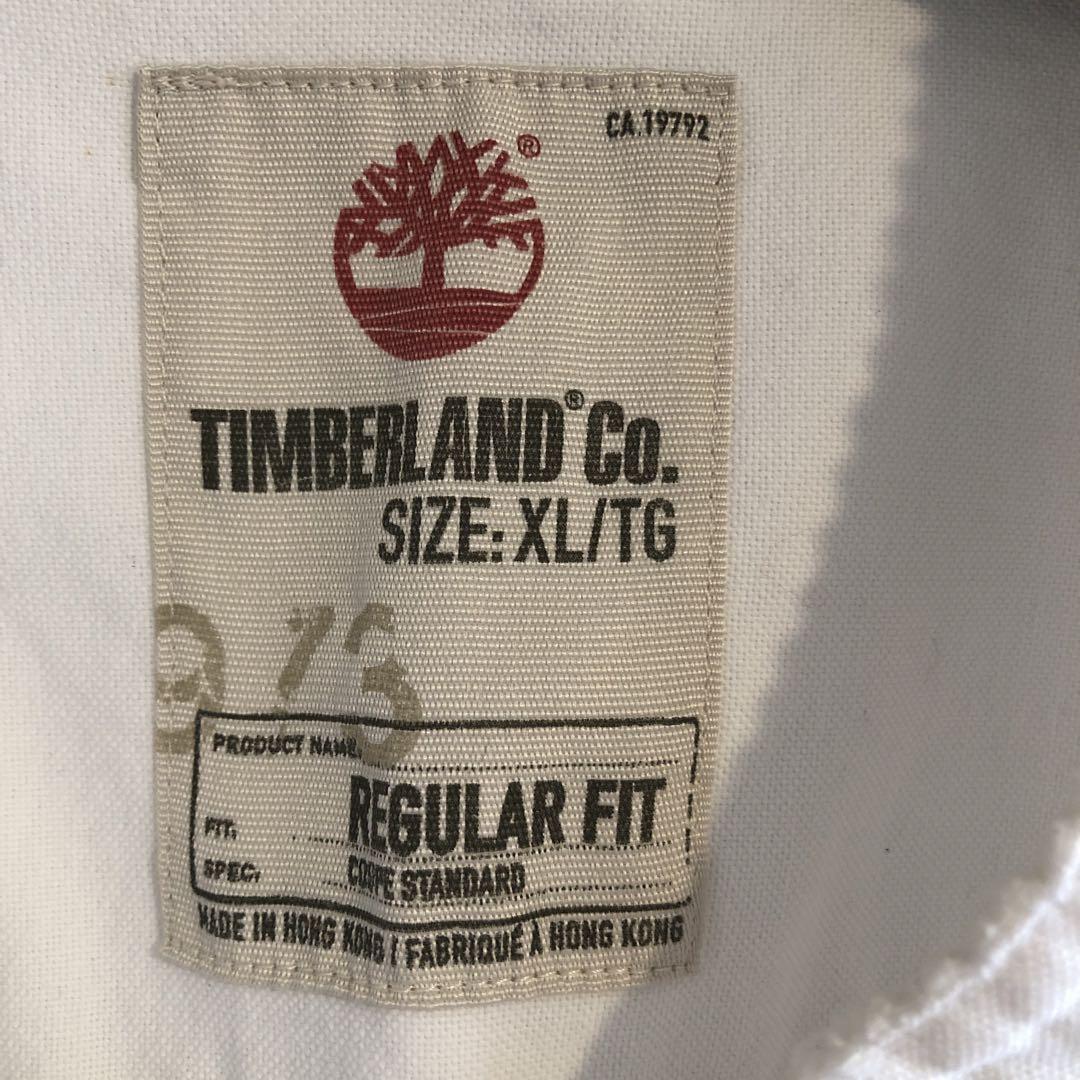 CA.19792
®
TIMBERLAND® Co.
SIZE: XL/TG
PRODUCT NAME:
FIT: REGULAR FIT
SPEC: COUPE STANDARD
MADE IN HONG KONG / FABRIQUÉ À HONG KONG